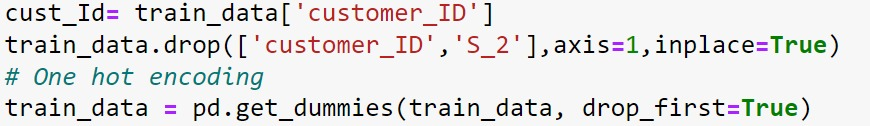 cust_Id= train_data['customer_ID']
train_data.drop(['customer_ID','S_2'],axis=1,inplace=True)
# One hot encoding
train_data = pd.get_dummies(train_data, drop_first=True)